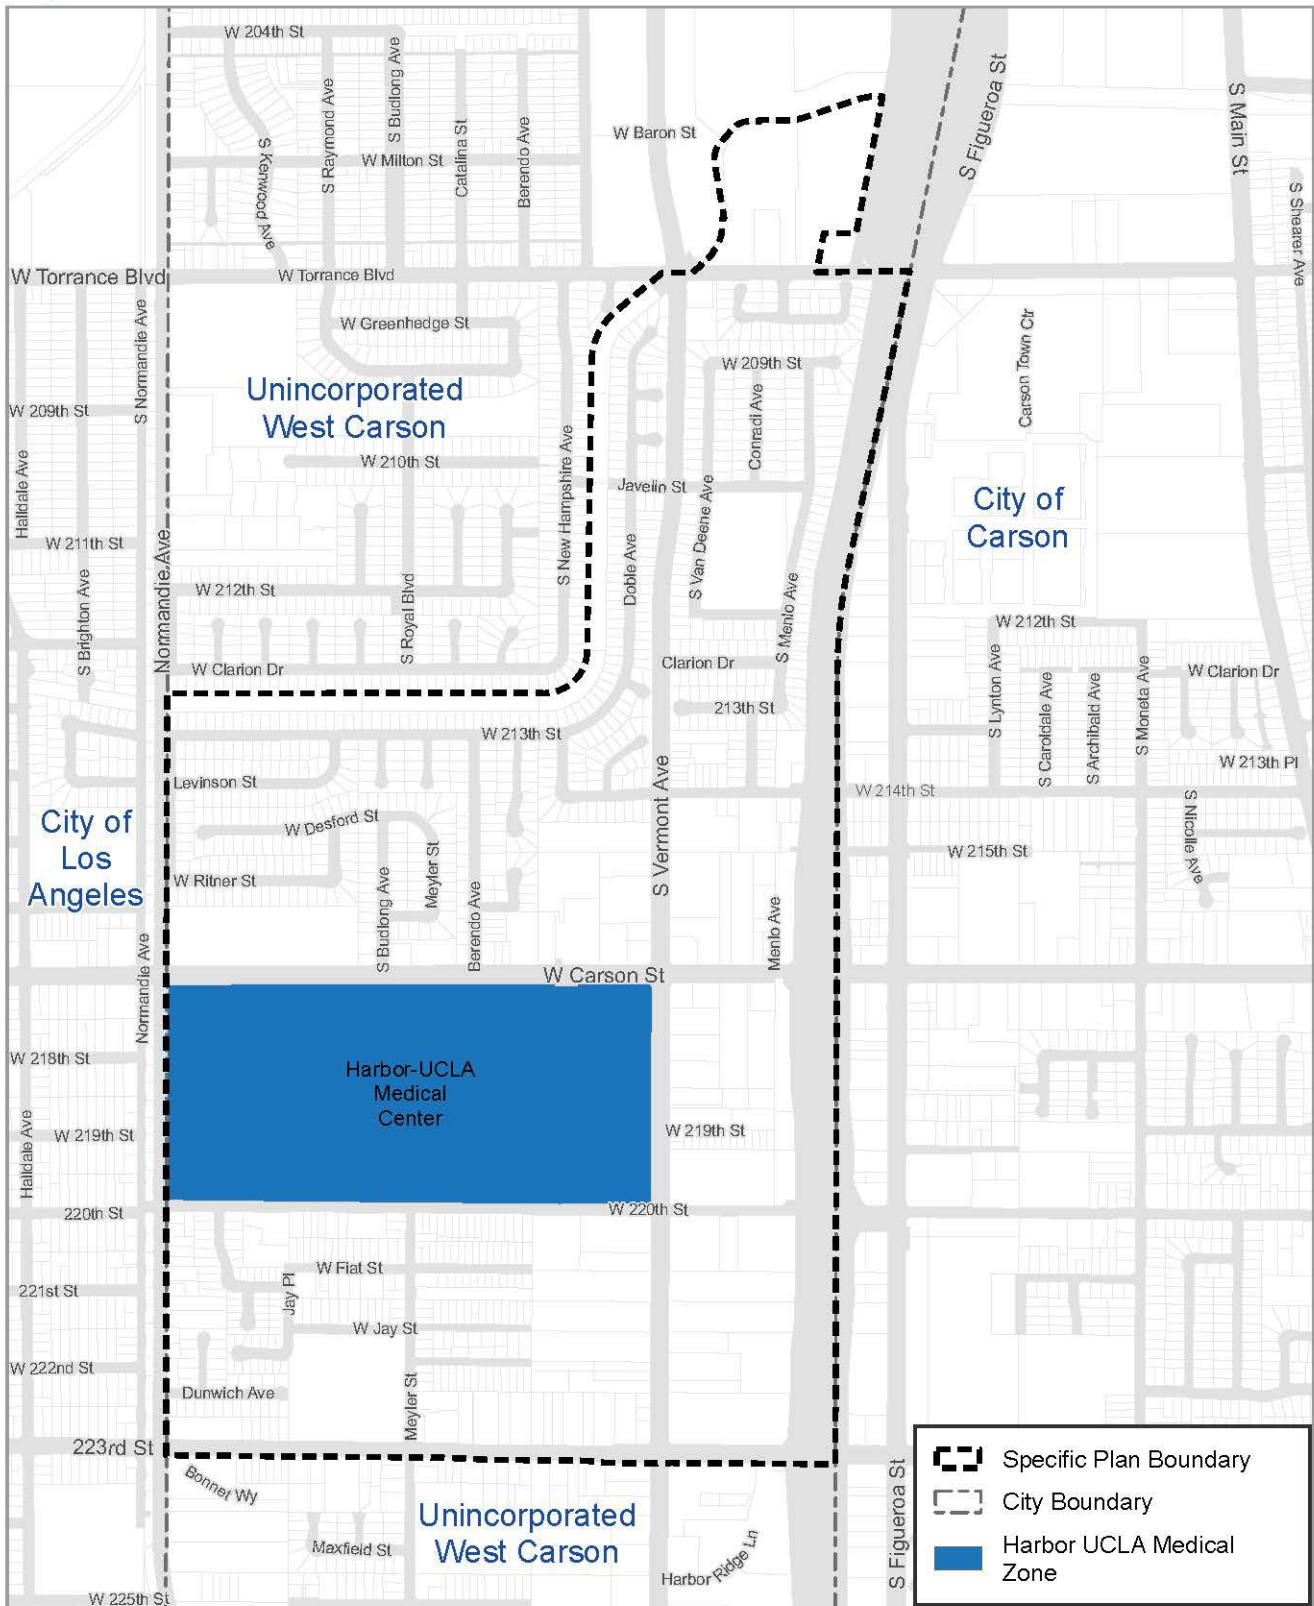 W 204th St
S Budlong Ave
S Raymond Ave
S Kenwood Ave
W Milton St
Catalina St
Berendo Ave
W Baron St
S Figueroa St
S Main St
S Shearer Ave
W Torrance Blvd
W Torrance Blvd
S Normandie Ave
W Greenhedge St
W 209th St
Conradi Ave
Carson Town Ctr
Unincorporated
West Carson
W 209th St
W 210th St
Halldale Ave
S New Hampshire Ave
Javelin St
S Van Deene Ave
City of
Carson
W 211th St
Normandie Ave
S Brighton Ave
W 212th St
S Royal Blvd
Doble Ave
S Menlo Ave
W Clarion Dr
Clarion Dr
213th St
W 212th St
S Lynton Ave
S Caroldale Ave
S Archibald Ave
S Moneta Ave
W Clarion Dr
W 213th St
W 213th Pl
Levinson St
W 214th St
S Nicolle Ave
City of
Los
Angeles
W Desford St
Meyler St
S Vermont Ave
W 215th St
W Ritner St
S Budlong Ave
Berendo Ave
Menlo Ave
Normandie Ave
W Carson St
W 218th St
Harbor-UCLA
Medical
Center
Halldale Ave
W 219th St
W 219th St
220th St
W 220th St
W Fiat St
221st St
Jay Pl
W Jay St
W 222nd St
Dunwich Ave
Meyler St
223rd St
Bonnet Wy
Unincorporated
West Carson
Maxfield St
Harbor Ridge Ln
S Figueroa St
W 225th St
Specific Plan Boundary
City Boundary
Harbor UCLA Medical
Zone